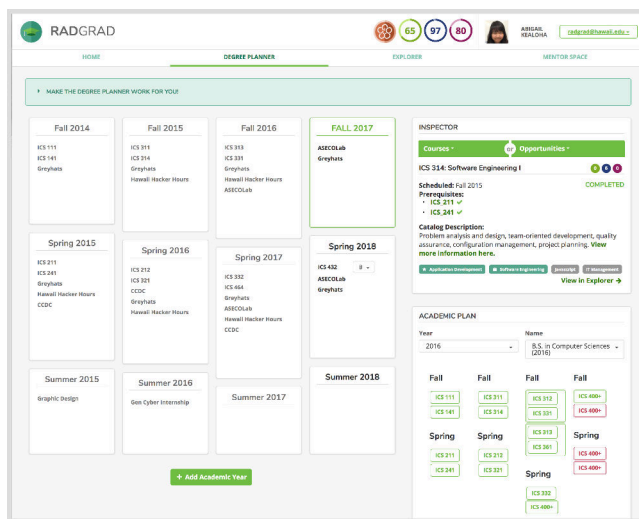 RADGRAD
65
97
80
ABIGAIL KEALOHA
radgrad@hawaii.edu
HOME
DEGREE PLANNER
EXPLORER
MENTOR SPACE
MAKE THE DEGREE PLANNER WORK FOR YOU!
Fall 2014
ICS 111
ICS 141
Greyhats
Spring 2015
ICS 211
ICS 241
Greyhats
Hawaii Hacker Hours
CCDC
Summer 2015
Graphic Design
Fall 2015
ICS 311
ICS 314
Greyhats
Hawaii Hacker Hours
Spring 2016
ICS 212
ICS 321
CCDC
Greyhats
Hawaii Hacker Hours
Summer 2016
Gen Cyber Internship
Fall 2016
ICS 313
ICS 331
Greyhats
Hawaii Hacker Hours
ASECOLab
Spring 2017
ICS 332
ICS 464
Greyhats
ASECOLab
Hawaii Hacker Hours
CCDC
Summer 2017
FALL 2017
ASECOLab
Greyhats
Spring 2018
ICS 432 B
ASECOLab
Greyhats
Summer 2018
+ Add Academic Year
INSPECTOR
Courses or Opportunities
ICS 314: Software Engineering I
Scheduled: Fall 2015 COMPLETED
Prerequisites:
• ICS_211 ✓
• ICS_241 ✓
Catalog Description:
Problem analysis and design, team-oriented development, quality
assurance, configuration management, project planning. View
more information here.
Application Development Software Engineering Javascript IT Management
View in Explorer →
ACADEMIC PLAN
Year Name
2016 B.S. in Computer Sciences
(2016)
Fall
ICS 111
ICS 141
Spring
ICS 211
ICS 241
Fall
ICS 311
ICS 314
Spring
ICS 212
ICS 321
Fall
ICS 312
ICS 331
ICS 313
ICS 361
Spring
ICS 332
ICS 400+
Fall
ICS 400+
ICS 400+
Spring
ICS 400+
ICS 400+